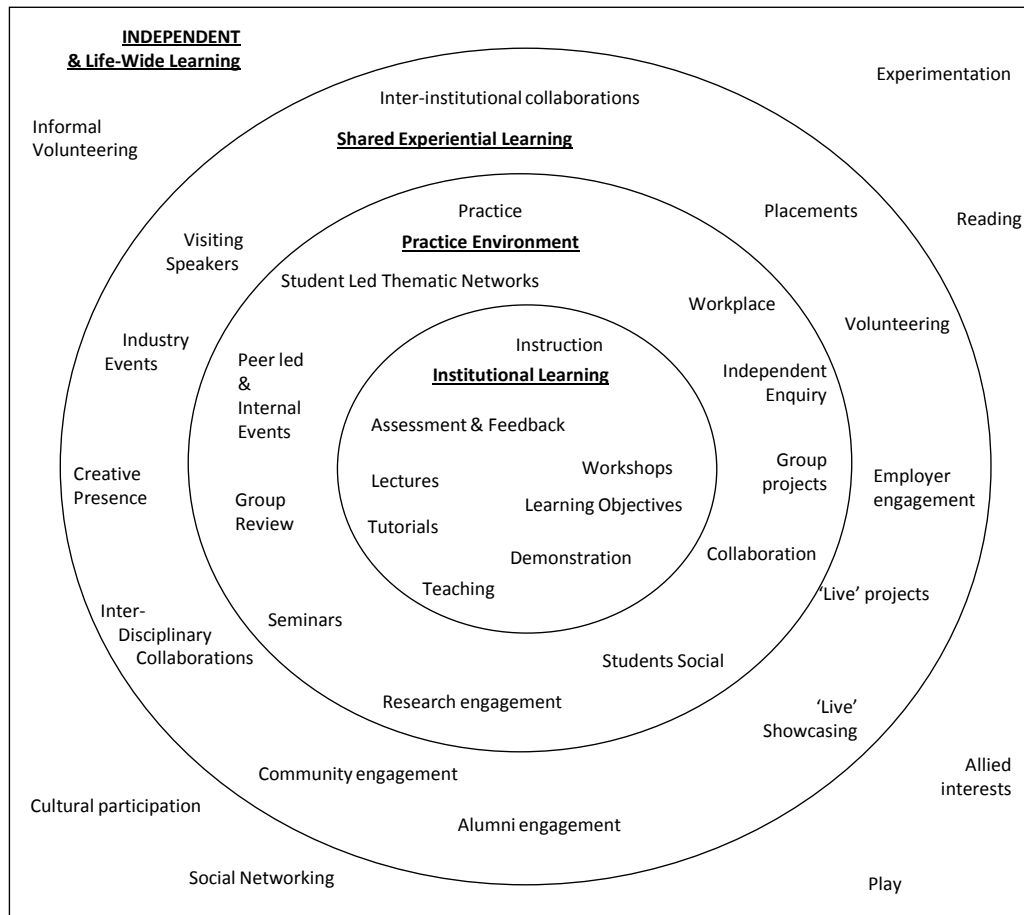 INDEPENDENT
& Life-Wide Learning
Experimentation
Inter-institutional collaborations
Informal
Volunteering
Shared Experiential Learning
Practice
Placements
Reading
Visiting
Speakers
Practice Environment
Student Led Thematic Networks
Workplace
Volunteering
Industry
Events
Instruction
Peer led
&
Internal
Events
Institutional Learning
Independent
Enquiry
Assessment & Feedback
Creative
Presence
Lectures
Workshops
Group
projects
Employer
engagement
Group
Review
Learning Objectives
Tutorials
Demonstration
Collaboration
Teaching
'Live' projects
Inter-
Disciplinary
Collaborations
Seminars
Students Social
Research engagement
'Live'
Showcasing
Community engagement
Allied
interests
Cultural participation
Alumni engagement
Social Networking
Play